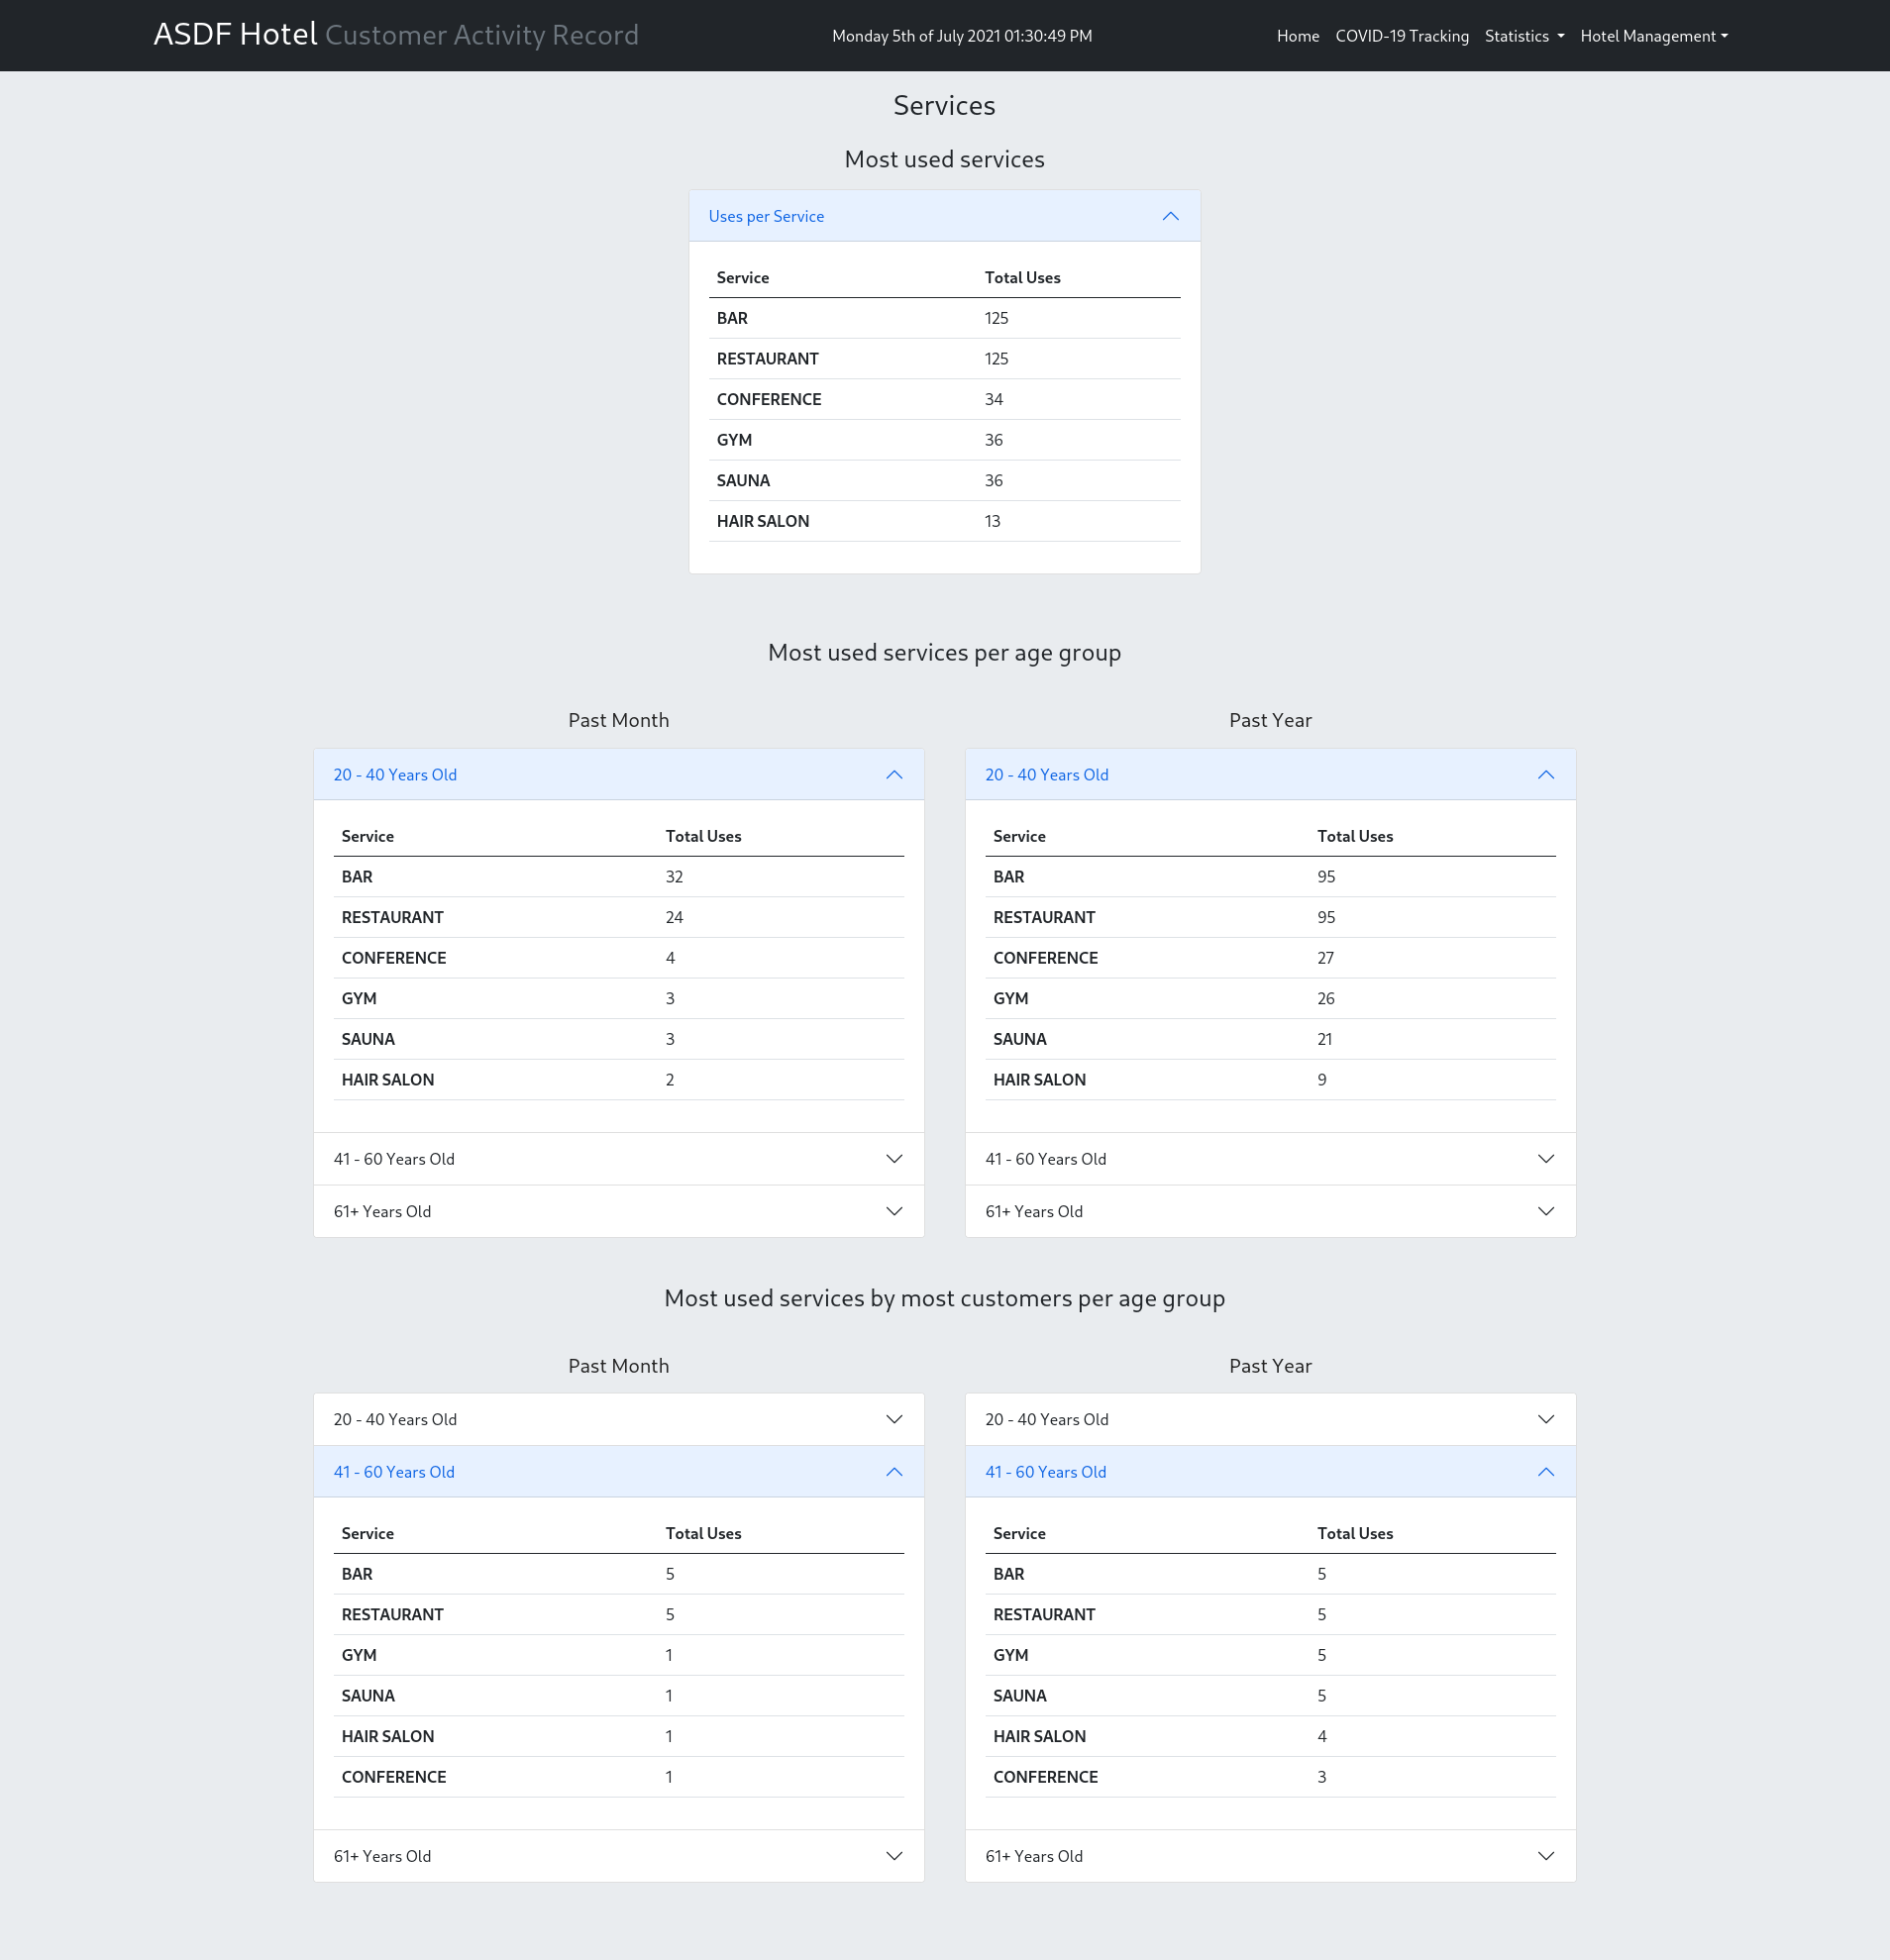 ASDF Hotel Customer Activity Record Monday 5th of July 2021 01:30:49 PM Home COVID-19 Tracking Statistics Hotel Management
Services
Most used services
Uses per Service
Service Total Uses
BAR 125
RESTAURANT 125
CONFERENCE 34
GYM 36
SAUNA 36
HAIR SALON 13
Most used services per age group
Past Month
20 - 40 Years Old
Service Total Uses
BAR 32
RESTAURANT 24
CONFERENCE 4
GYM 3
SAUNA 3
HAIR SALON 2
41 - 60 Years Old
61+ Years Old
Past Year
20 - 40 Years Old
Service Total Uses
BAR 95
RESTAURANT 95
CONFERENCE 27
GYM 26
SAUNA 21
HAIR SALON 9
41 - 60 Years Old
61+ Years Old
Most used services by most customers per age group
Past Month
20 - 40 Years Old
41 - 60 Years Old
Service Total Uses
BAR 5
RESTAURANT 5
GYM 1
SAUNA 1
HAIR SALON 1
CONFERENCE 1
61+ Years Old
Past Year
20 - 40 Years Old
41 - 60 Years Old
Service Total Uses
BAR 5
RESTAURANT 5
GYM 5
SAUNA 5
HAIR SALON 4
CONFERENCE 3
61+ Years Old